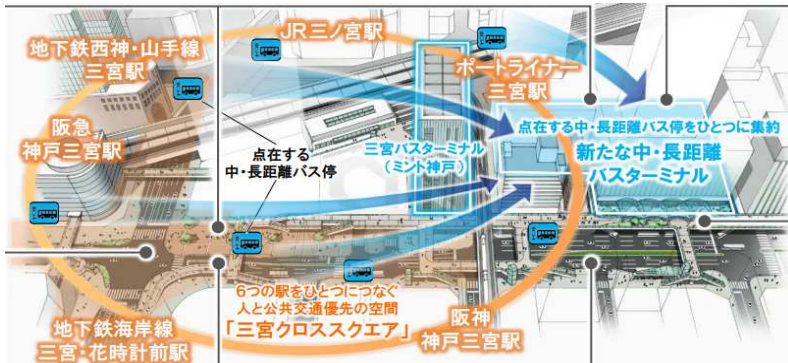 JR三ノ宮駅
地下鉄西神・山手線
三宮駅
ポートライナー
三宮駅
阪急
神戸三宮駅
点在する
中・長距離バス停
三宮バスターミナル
(ミント神戸)
点在する中・長距離バス停をひとつに集約
新たな中・長距離
バスターミナル
6つの駅をひとつにつなぐ
人と公共交通優先の空間
「三宮クロススクエア」
阪神
神戸三宮駅
地下鉄海岸線
三宮・花時計前駅